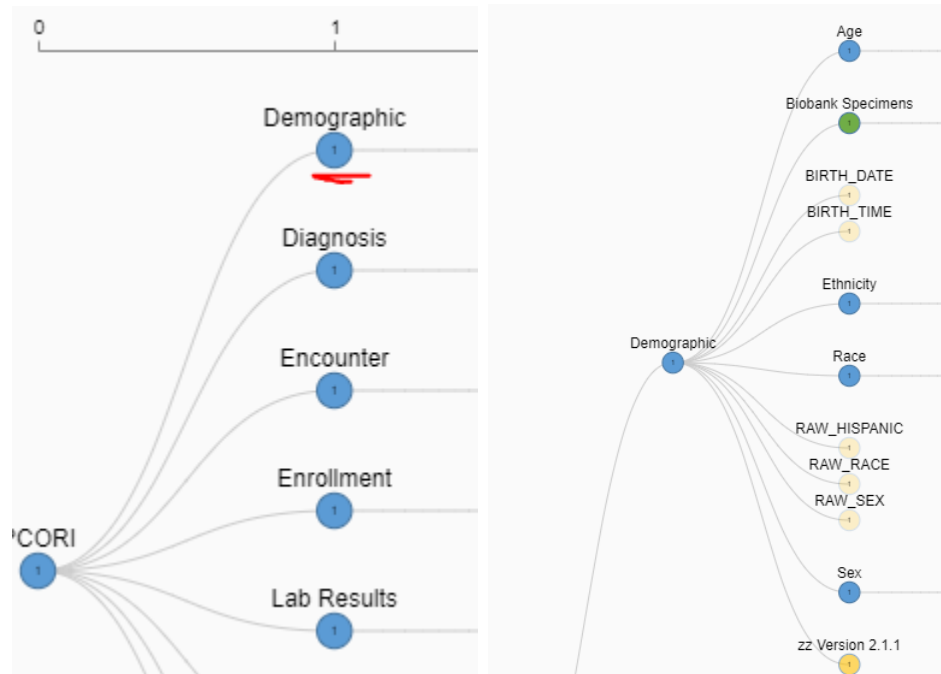 0
1
Demographic
1
Diagnosis
1
Encounter
1
Enrollment
1
PCORI
1
Lab Results
1
Age
1
Biobank Specimens
1
BIRTH_DATE
-1
BIRTH_TIME
-1
Ethnicity
1
Demographic
1
Race
1
RAW_HISPANIC
-1
RAW_RACE
-1
RAW_SEX
-1
Sex
1
zz Version 2.1.1
1